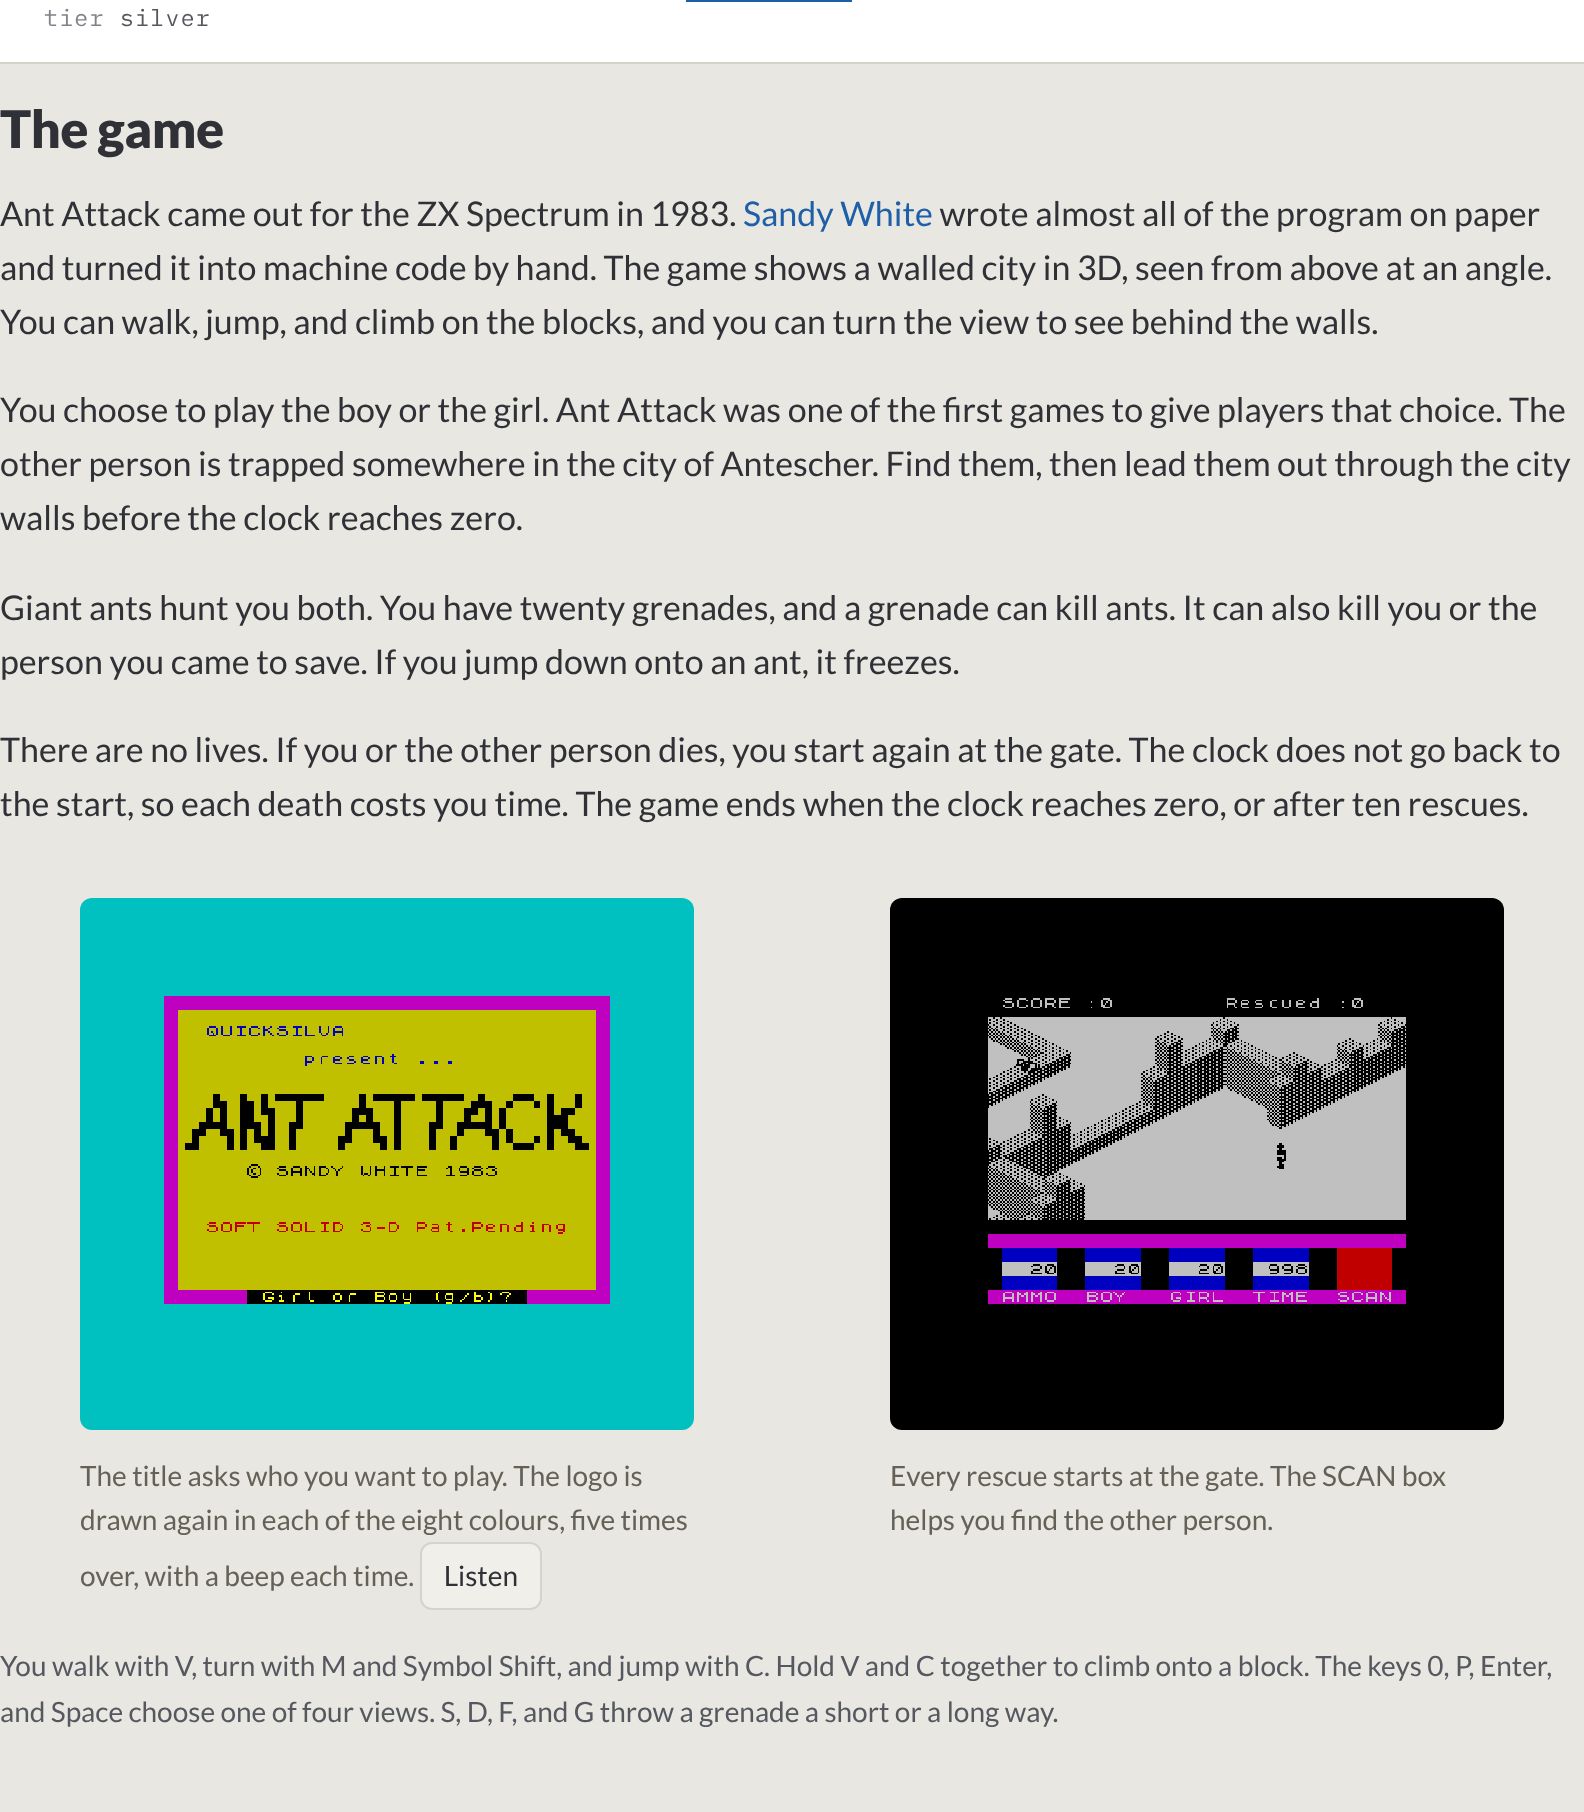 tier silver
The game
Ant Attack came out for the ZX Spectrum in 1983. Sandy White wrote almost all of the program on paper
and turned it into machine code by hand. The game shows a walled city in 3D, seen from above at an angle.
You can walk, jump, and climb on the blocks, and you can turn the view to see behind the walls.
You choose to play the boy or the girl. Ant Attack was one of the first games to give players that choice. The
other person is trapped somewhere in the city of Antescher. Find them, then lead them out through the city
walls before the clock reaches zero.
Giant ants hunt you both. You have twenty grenades, and a grenade can kill ants. It can also kill you or the
person you came to save. If you jump down onto an ant, it freezes.
There are no lives. If you or the other person dies, you start again at the gate. The clock does not go back to
the start, so each death costs you time. The game ends when the clock reaches zero, or after ten rescues.
QUICKSILVA
present ...
ANT ATTACK
© SANDY WHITE 1983
SOFT SOLID 3-D Pat.Pending
Girl or Boy (g/b)?
The title asks who you want to play. The logo is
drawn again in each of the eight colours, five times
over, with a beep each time. Listen
SCORE :0 Rescued :0
20 20 20 998
AMMO BOY GIRL TIME SCAN
Every rescue starts at the gate. The SCAN box
helps you find the other person.
You walk with V, turn with M and Symbol Shift, and jump with C. Hold V and C together to climb onto a block. The keys 0, P, Enter,
and Space choose one of four views. S, D, F, and G throw a grenade a short or a long way.